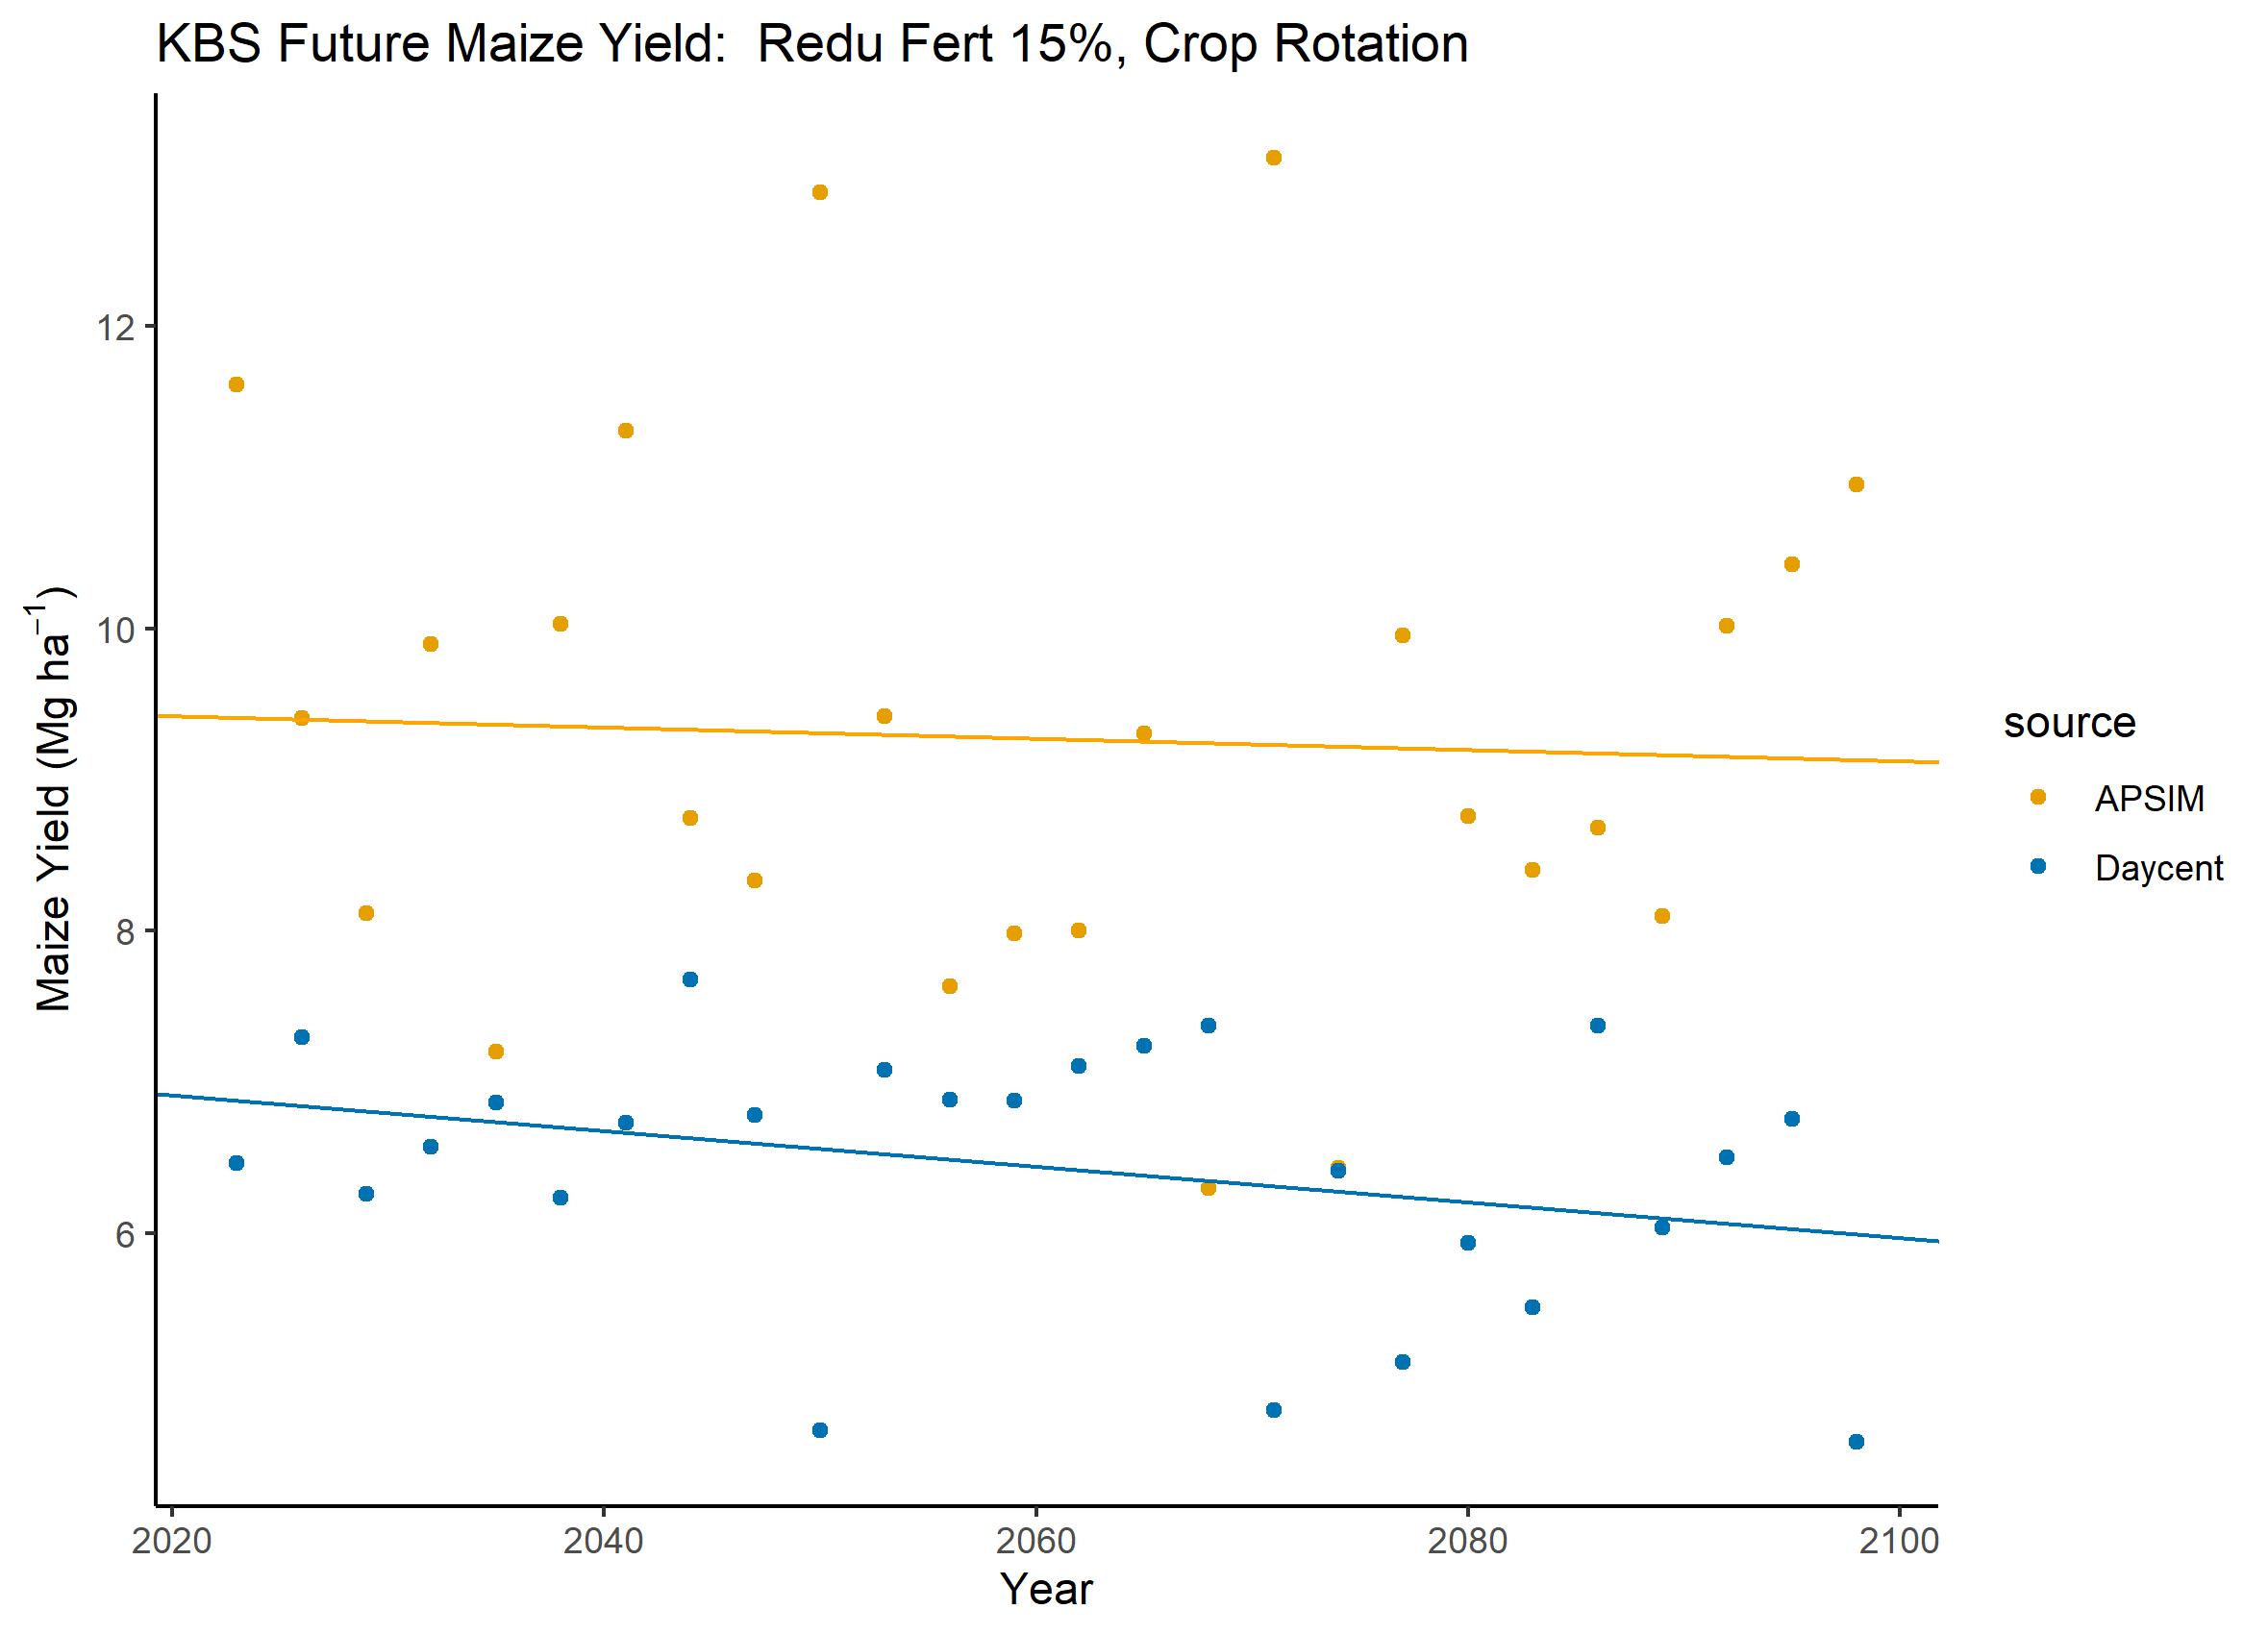 KBS Future Maize Yield:  Redu Fert 15%, Crop Rotation
Maize Yield (Mg ha⁻¹)
12
10
8
6
2020 2040 2060 2080 2100
Year
source
APSIM
Daycent